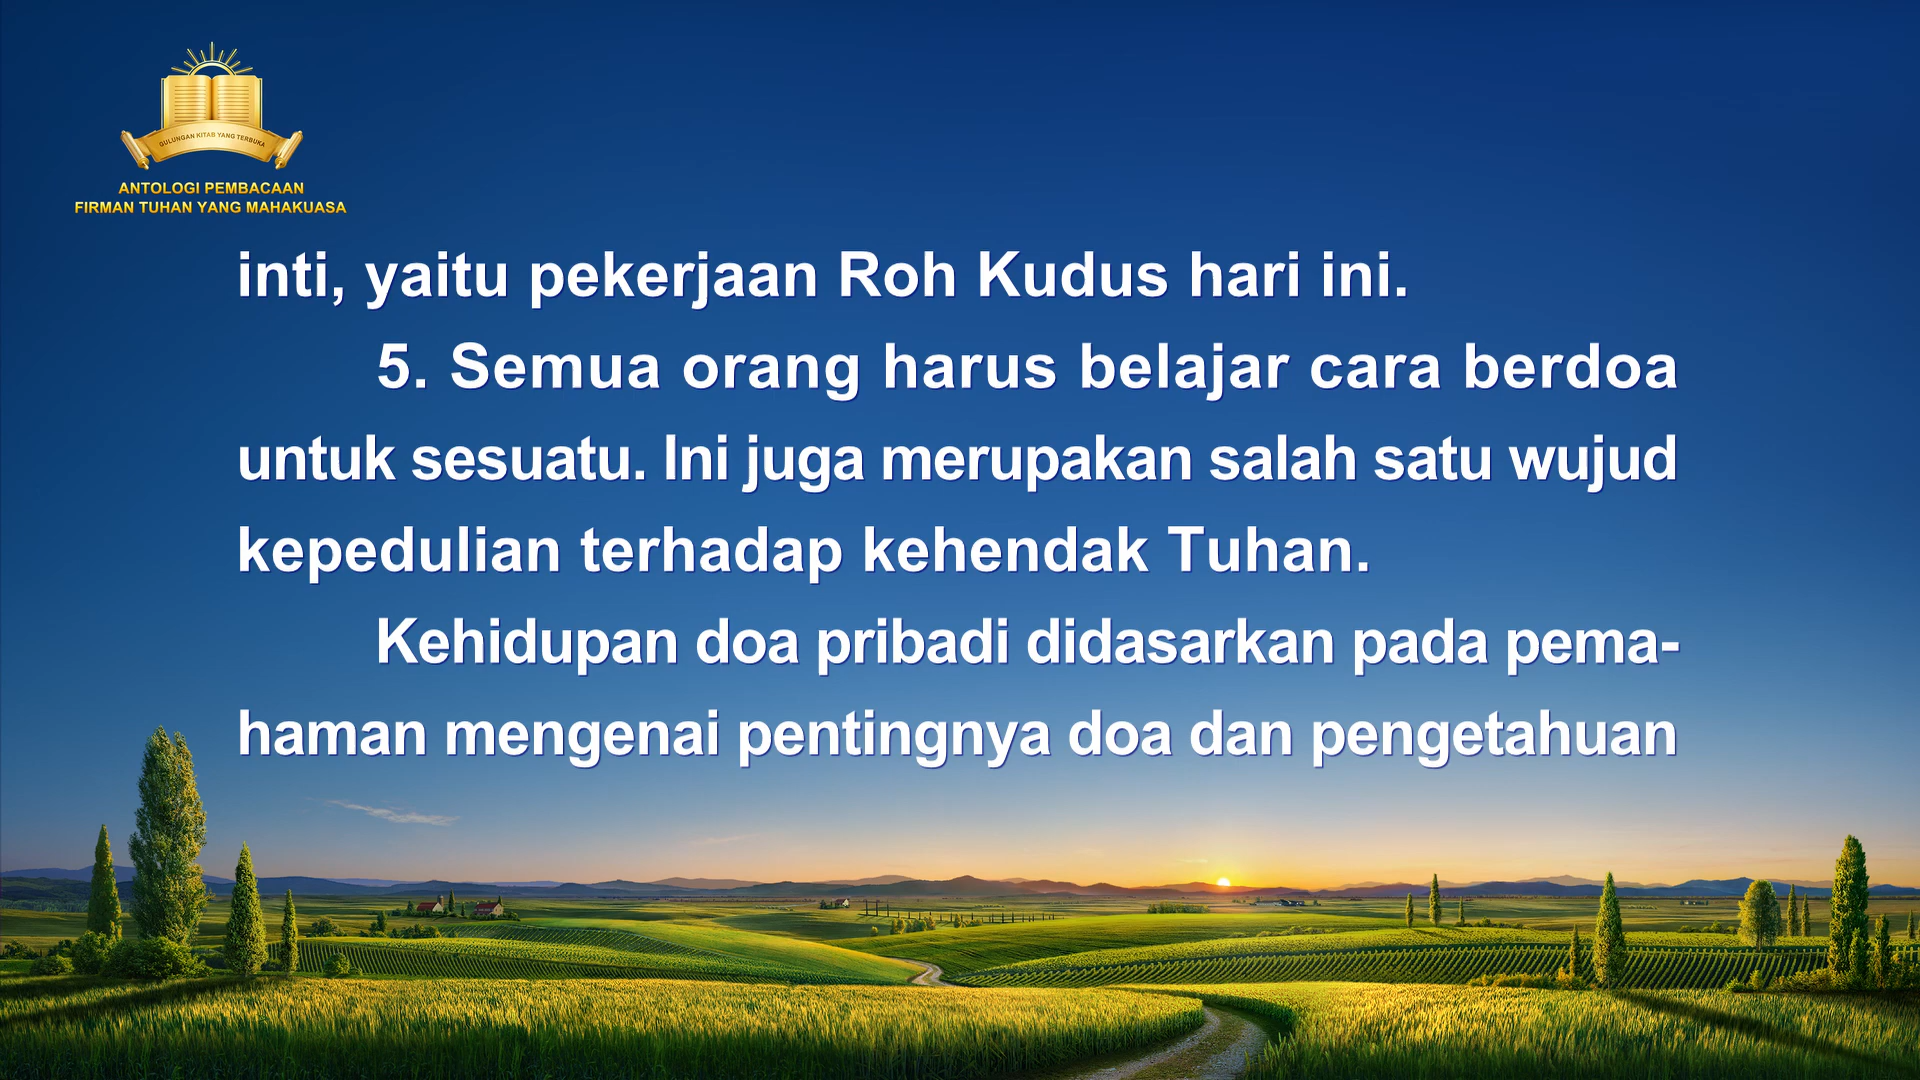 GULUNGAN KITAB YANG TERBUKA
ANTOLOGI PEMBACAAN
FIRMAN TUHAN YANG MAHAKUASA
inti, yaitu pekerjaan Roh Kudus hari ini.
5. Semua orang harus belajar cara berdoa
untuk sesuatu. Ini juga merupakan salah satu wujud
kepedulian terhadap kehendak Tuhan.
Kehidupan doa pribadi didasarkan pada pema-
haman mengenai pentingnya doa dan pengetahuan